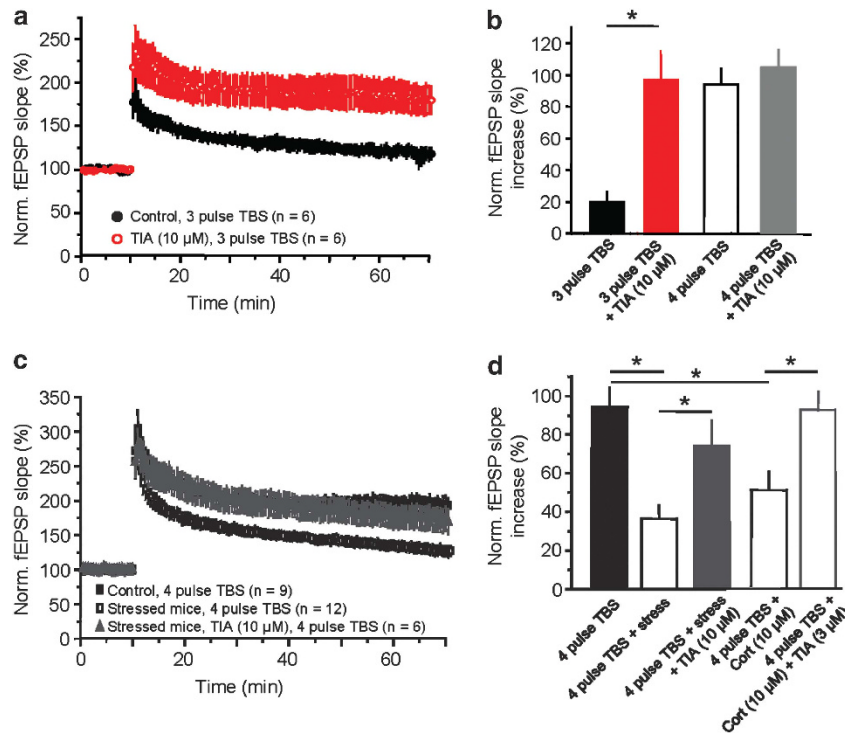 a
Norm. fEPSP slope (%)
250
200
150
100
50
0
0
20
40
60
Time (min)
Control, 3 pulse TBS (n = 6)
TIA (10 µM), 3 pulse TBS (n = 6)
b
Norm. fEPSP slope
increase (%)
120
100
80
60
40
20
0
*
3 pulse TBS
3 pulse TBS
+ TIA (10 µM)
4 pulse TBS
4 pulse TBS
+ TIA (10 µM)
c
Norm. fEPSP slope (%)
350
300
250
200
150
100
50
0
0
20
40
60
Time (min)
Control, 4 pulse TBS (n = 9)
Stressed mice, 4 pulse TBS (n = 12)
Stressed mice, TIA (10 µM), 4 pulse TBS (n = 6)
d
Norm. fEPSP slope
increase (%)
100
80
60
40
20
0
*
*
*
*
4 pulse TBS
4 pulse TBS + stress
4 pulse TBS + stress
+ TIA (10 µM)
4 pulse TBS +
Cort (10 µM)
4 pulse TBS +
Cort (10 µM) + TIA (3 µM)